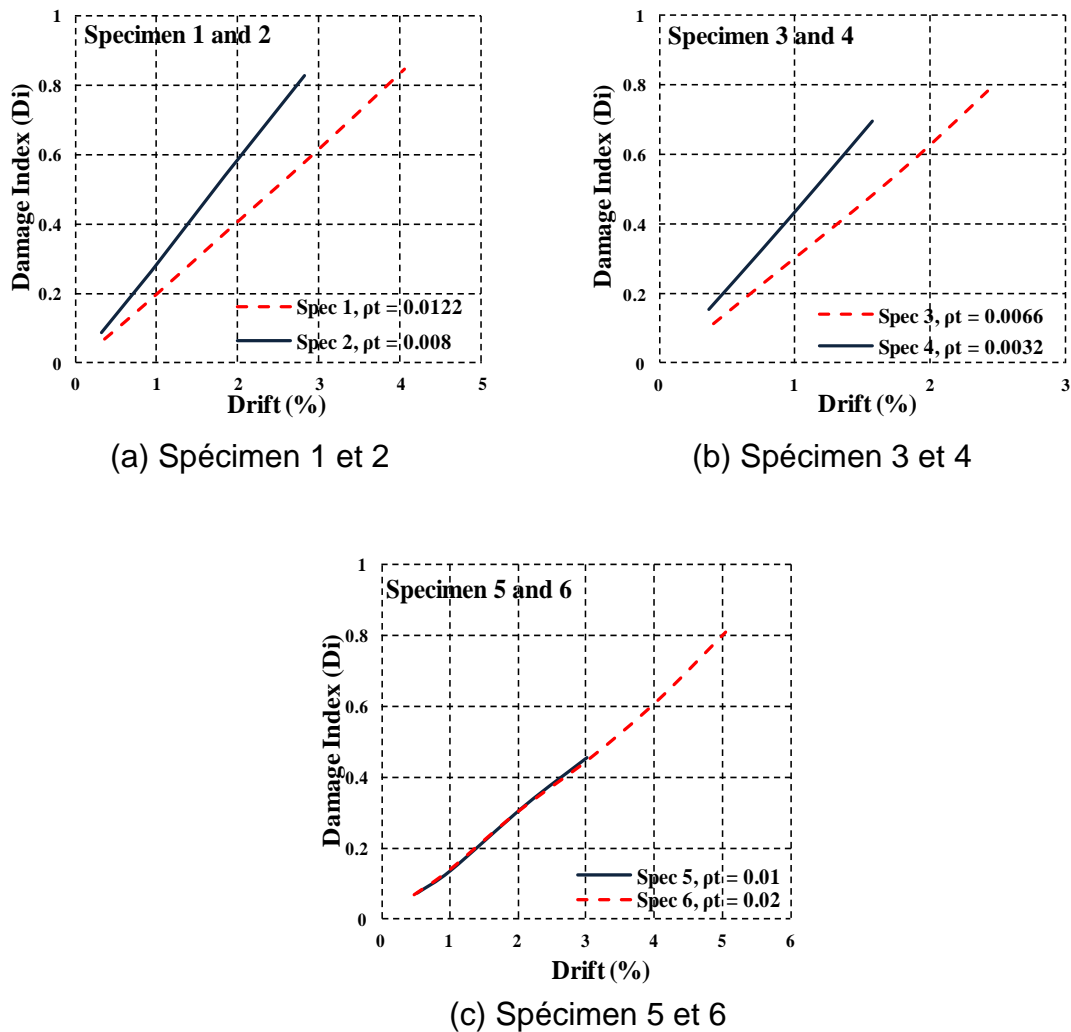 Specimen 1 and 2
Damage Index (Di)
1
0.8
0.6
0.4
0.2
0
Spec 1, ρt = 0.0122
Spec 2, ρt = 0.008
0 1 2 3 4 5
Drift (%)
(a) Spécimen 1 et 2
Specimen 3 and 4
Damage Index (Di)
1
0.8
0.6
0.4
0.2
0
Spec 3, ρt = 0.0066
Spec 4, ρt = 0.0032
0 1 2 3
Drift (%)
(b) Spécimen 3 et 4
Specimen 5 and 6
Damage Index (Di)
1
0.8
0.6
0.4
0.2
0
Spec 5, ρt = 0.01
Spec 6, ρt = 0.02
0 1 2 3 4 5 6
Drift (%)
(c) Spécimen 5 et 6